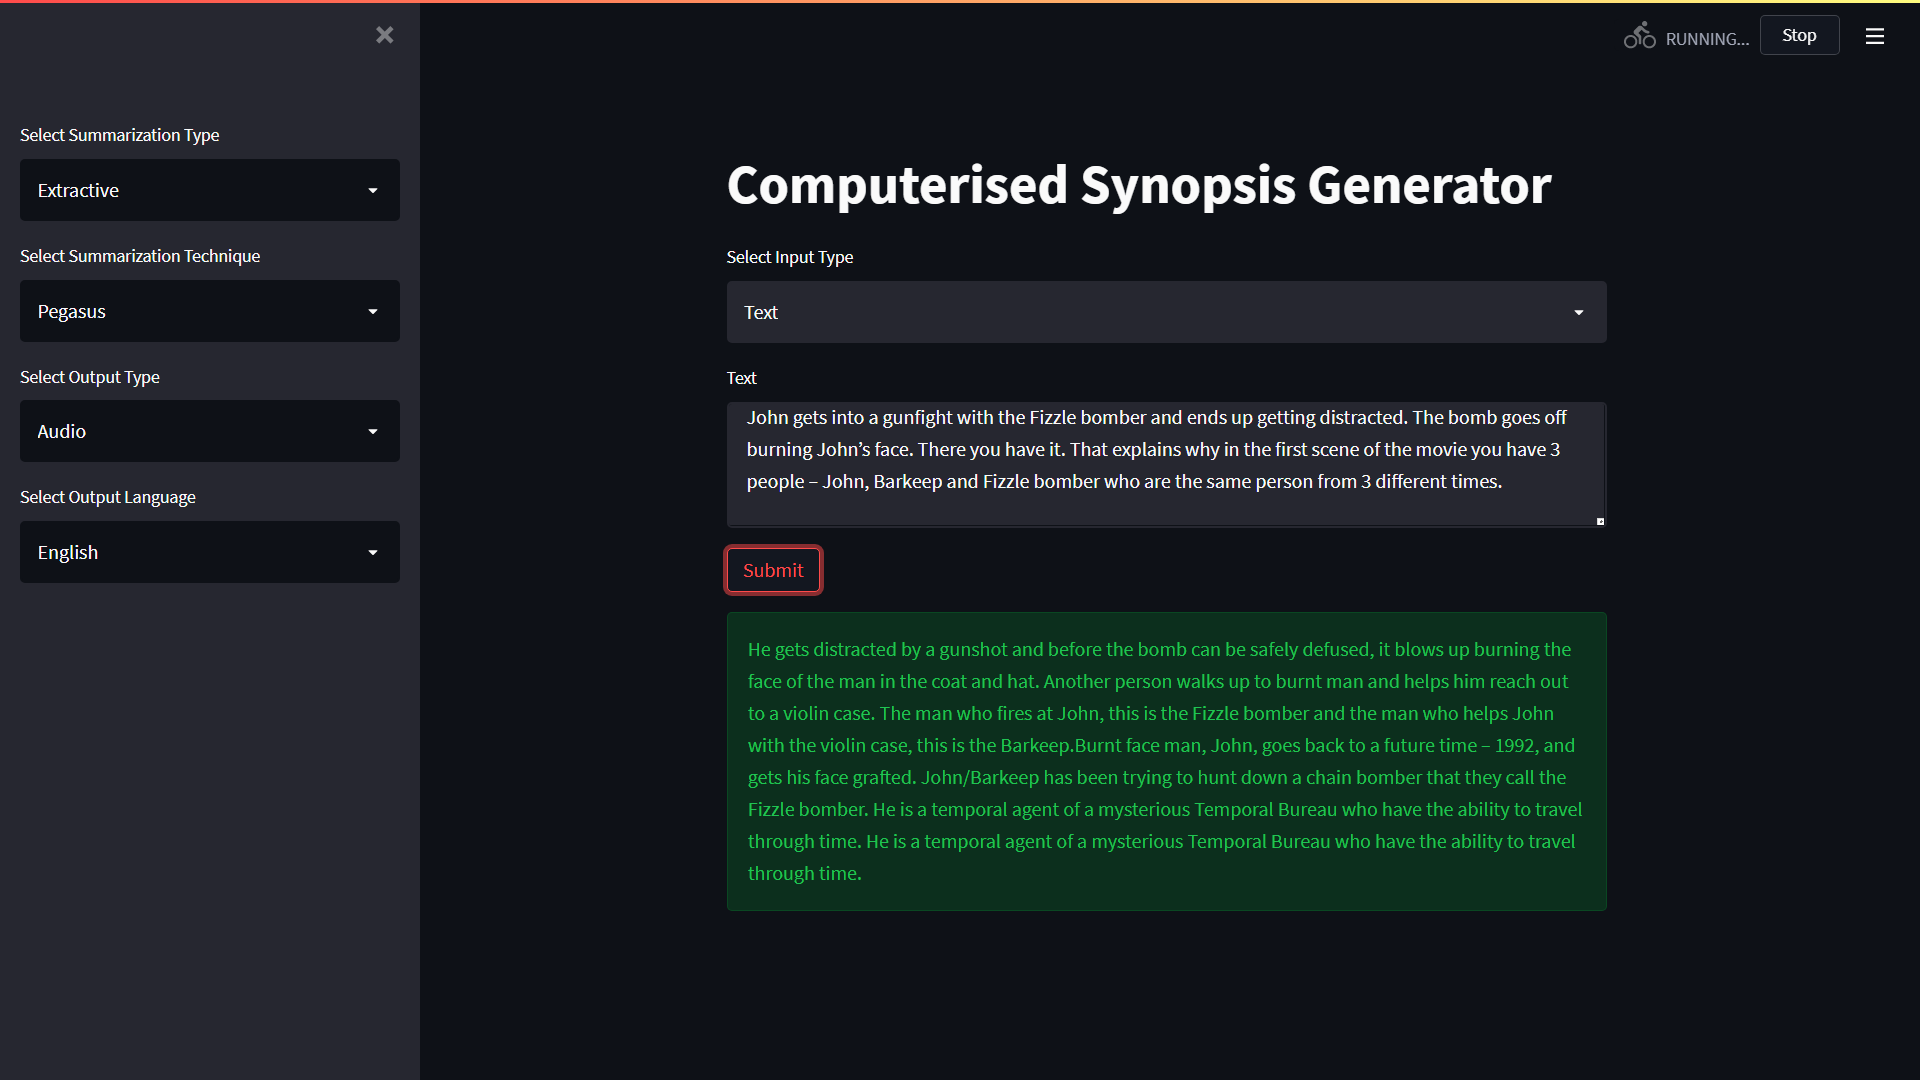 RUNNING...
Stop
Select Summarization Type
Extractive
Select Summarization Technique
Pegasus
Select Output Type
Audio
Select Output Language
English
Computerised Synopsis Generator
Select Input Type
Text
Text
John gets into a gunfight with the Fizzle bomber and ends up getting distracted. The bomb goes off
burning John’s face. There you have it. That explains why in the first scene of the movie you have 3
people – John, Barkeep and Fizzle bomber who are the same person from 3 different times.
Submit
He gets distracted by a gunshot and before the bomb can be safely defused, it blows up burning the
face of the man in the coat and hat. Another person walks up to burnt man and helps him reach out
to a violin case. The man who fires at John, this is the Fizzle bomber and the man who helps John
with the violin case, this is the Barkeep.Burnt face man, John, goes back to a future time – 1992, and
gets his face grafted. John/Barkeep has been trying to hunt down a chain bomber that they call the
Fizzle bomber. He is a temporal agent of a mysterious Temporal Bureau who have the ability to travel
through time. He is a temporal agent of a mysterious Temporal Bureau who have the ability to travel
through time.